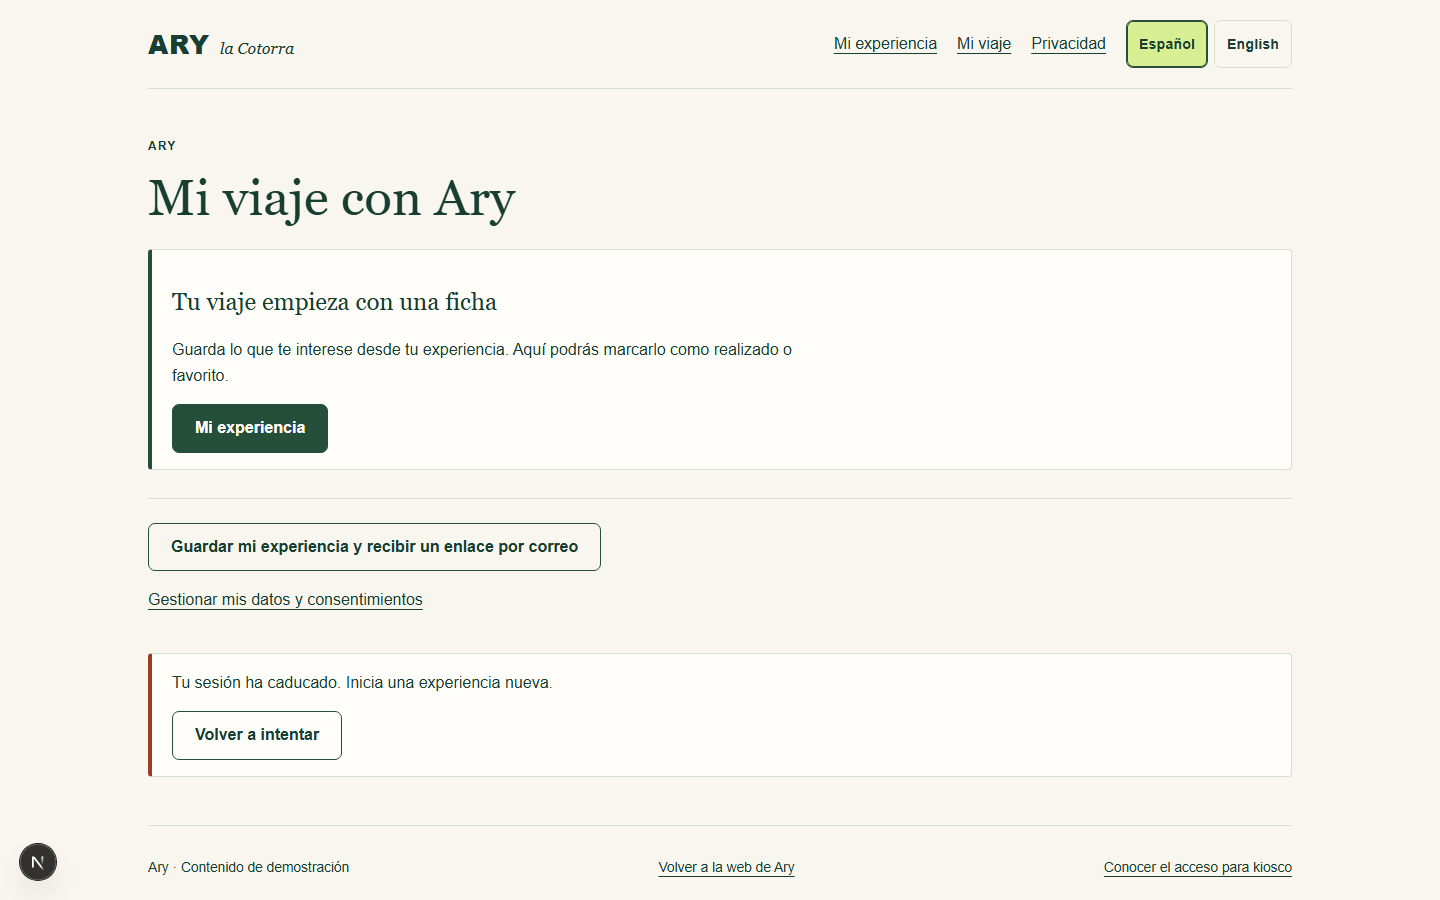 ARY la Cotorra
Mi experiencia Mi viaje Privacidad Español English
ARY
Mi viaje con Ary
Tu viaje empieza con una ficha
Guarda lo que te interese desde tu experiencia. Aquí podrás marcarlo como realizado o
favorito.
Mi experiencia
Guardar mi experiencia y recibir un enlace por correo
Gestionar mis datos y consentimientos
Tu sesión ha caducado. Inicia una experiencia nueva.
Volver a intentar
N
Ary · Contenido de demostración Volver a la web de Ary Conocer el acceso para kiosco